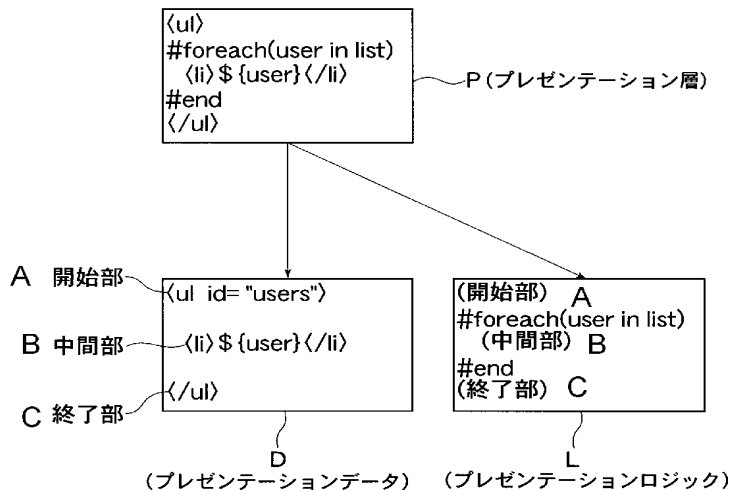 〈ul〉
#foreach(user in list)
〈li〉${user}〈/li〉
#end
〈/ul〉
P(プレゼンテーション層)
A 開始部
〈ul id="users"〉
B 中間部
〈li〉${user}〈/li〉
C 終了部
〈/ul〉
D
(プレゼンテーションデータ)
(開始部) A
#foreach(user in list)
(中間部) B
#end
(終了部) C
L
(プレゼンテーションロジック)